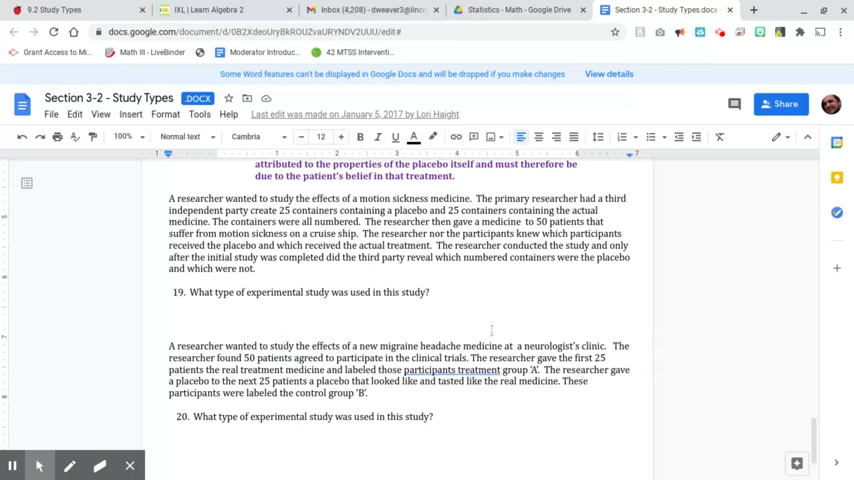 9.2 Study Types
IXL | Learn Algebra 2
Inbox (4,208) - dweaver3@linco
Statistics - Math - Google Drive
Section 3-2 - Study Types.docx
docs.google.com/document/d/0B2XdeoUryBkROUZvaURYNDV2UUU/edit#
Grant Access to Mi...
Math III - LiveBinder
Moderator Introduc...
42 MTSS Interventi...
Some Word features can't be displayed in Google Docs and will be dropped if you make changes
View details
Section 3-2 - Study Types
.DOCX
Share
File Edit View Insert Format Tools Help
Last edit was made on January 5, 2017 by Lori Haight
100%
Normal text
Cambria
12
B I U A
1 1 2 3 4 5 6 7
attributed to the properties of the placebo itself and must therefore be
due to the patient's belief in that treatment.
A researcher wanted to study the effects of a motion sickness medicine. The primary researcher had a third
independent party create 25 containers containing a placebo and 25 containers containing the actual
medicine. The containers were all numbered. The researcher then gave a medicine to 50 patients that
suffer from motion sickness on a cruise ship. The researcher nor the participants knew which participants
received the placebo and which received the actual treatment. The researcher conducted the study and only
after the initial study was completed did the third party reveal which numbered containers were the placebo
and which were not.
19. What type of experimental study was used in this study?
A researcher wanted to study the effects of a new migraine headache medicine at a neurologist's clinic. The
researcher found 50 patients agreed to participate in the clinical trials. The researcher gave the first 25
patients the real treatment medicine and labeled those participants treatment group 'A'. The researcher gave
a placebo to the next 25 patients a placebo that looked like and tasted like the real medicine. These
participants were labeled the control group 'B'.
20. What type of experimental study was used in this study?
5
6
7
8